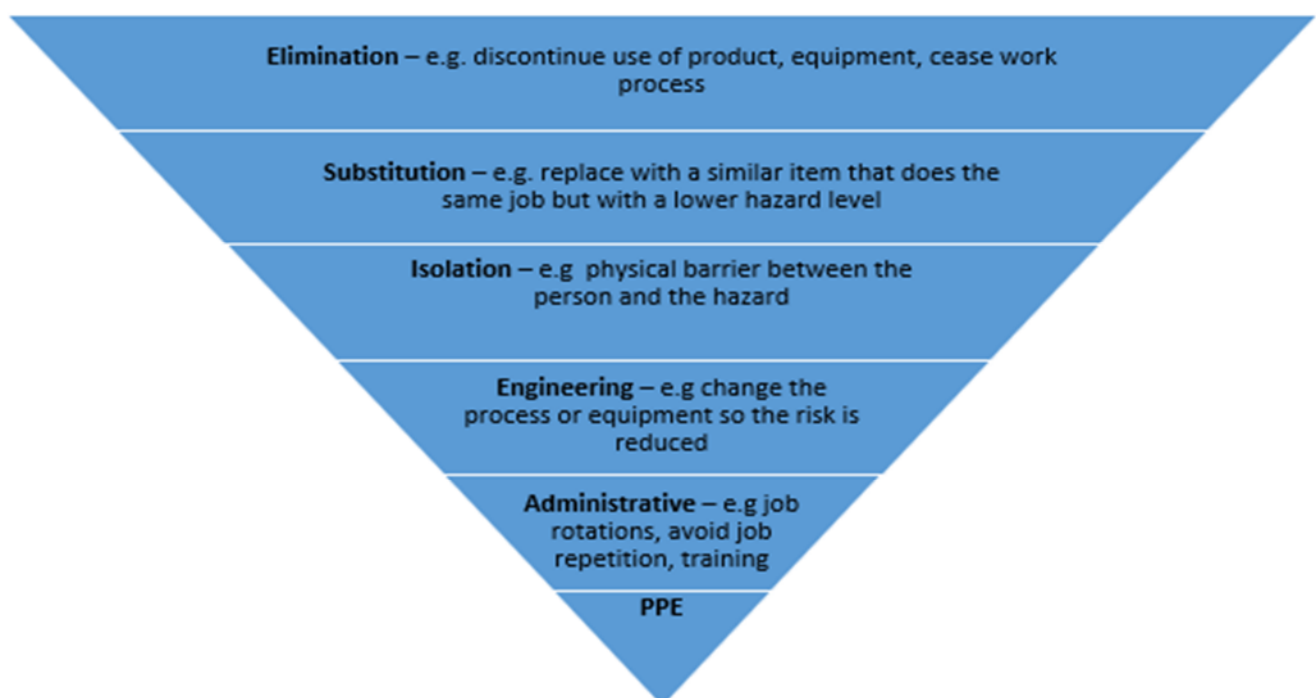 Elimination – e.g. discontinue use of product, equipment, cease work
process
Substitution – e.g. replace with a similar item that does the
same job but with a lower hazard level
Isolation – e.g  physical barrier between the
person and the hazard
Engineering – e.g change the
process or equipment so the risk is
reduced
Administrative – e.g job
rotations, avoid job
repetition, training
PPE